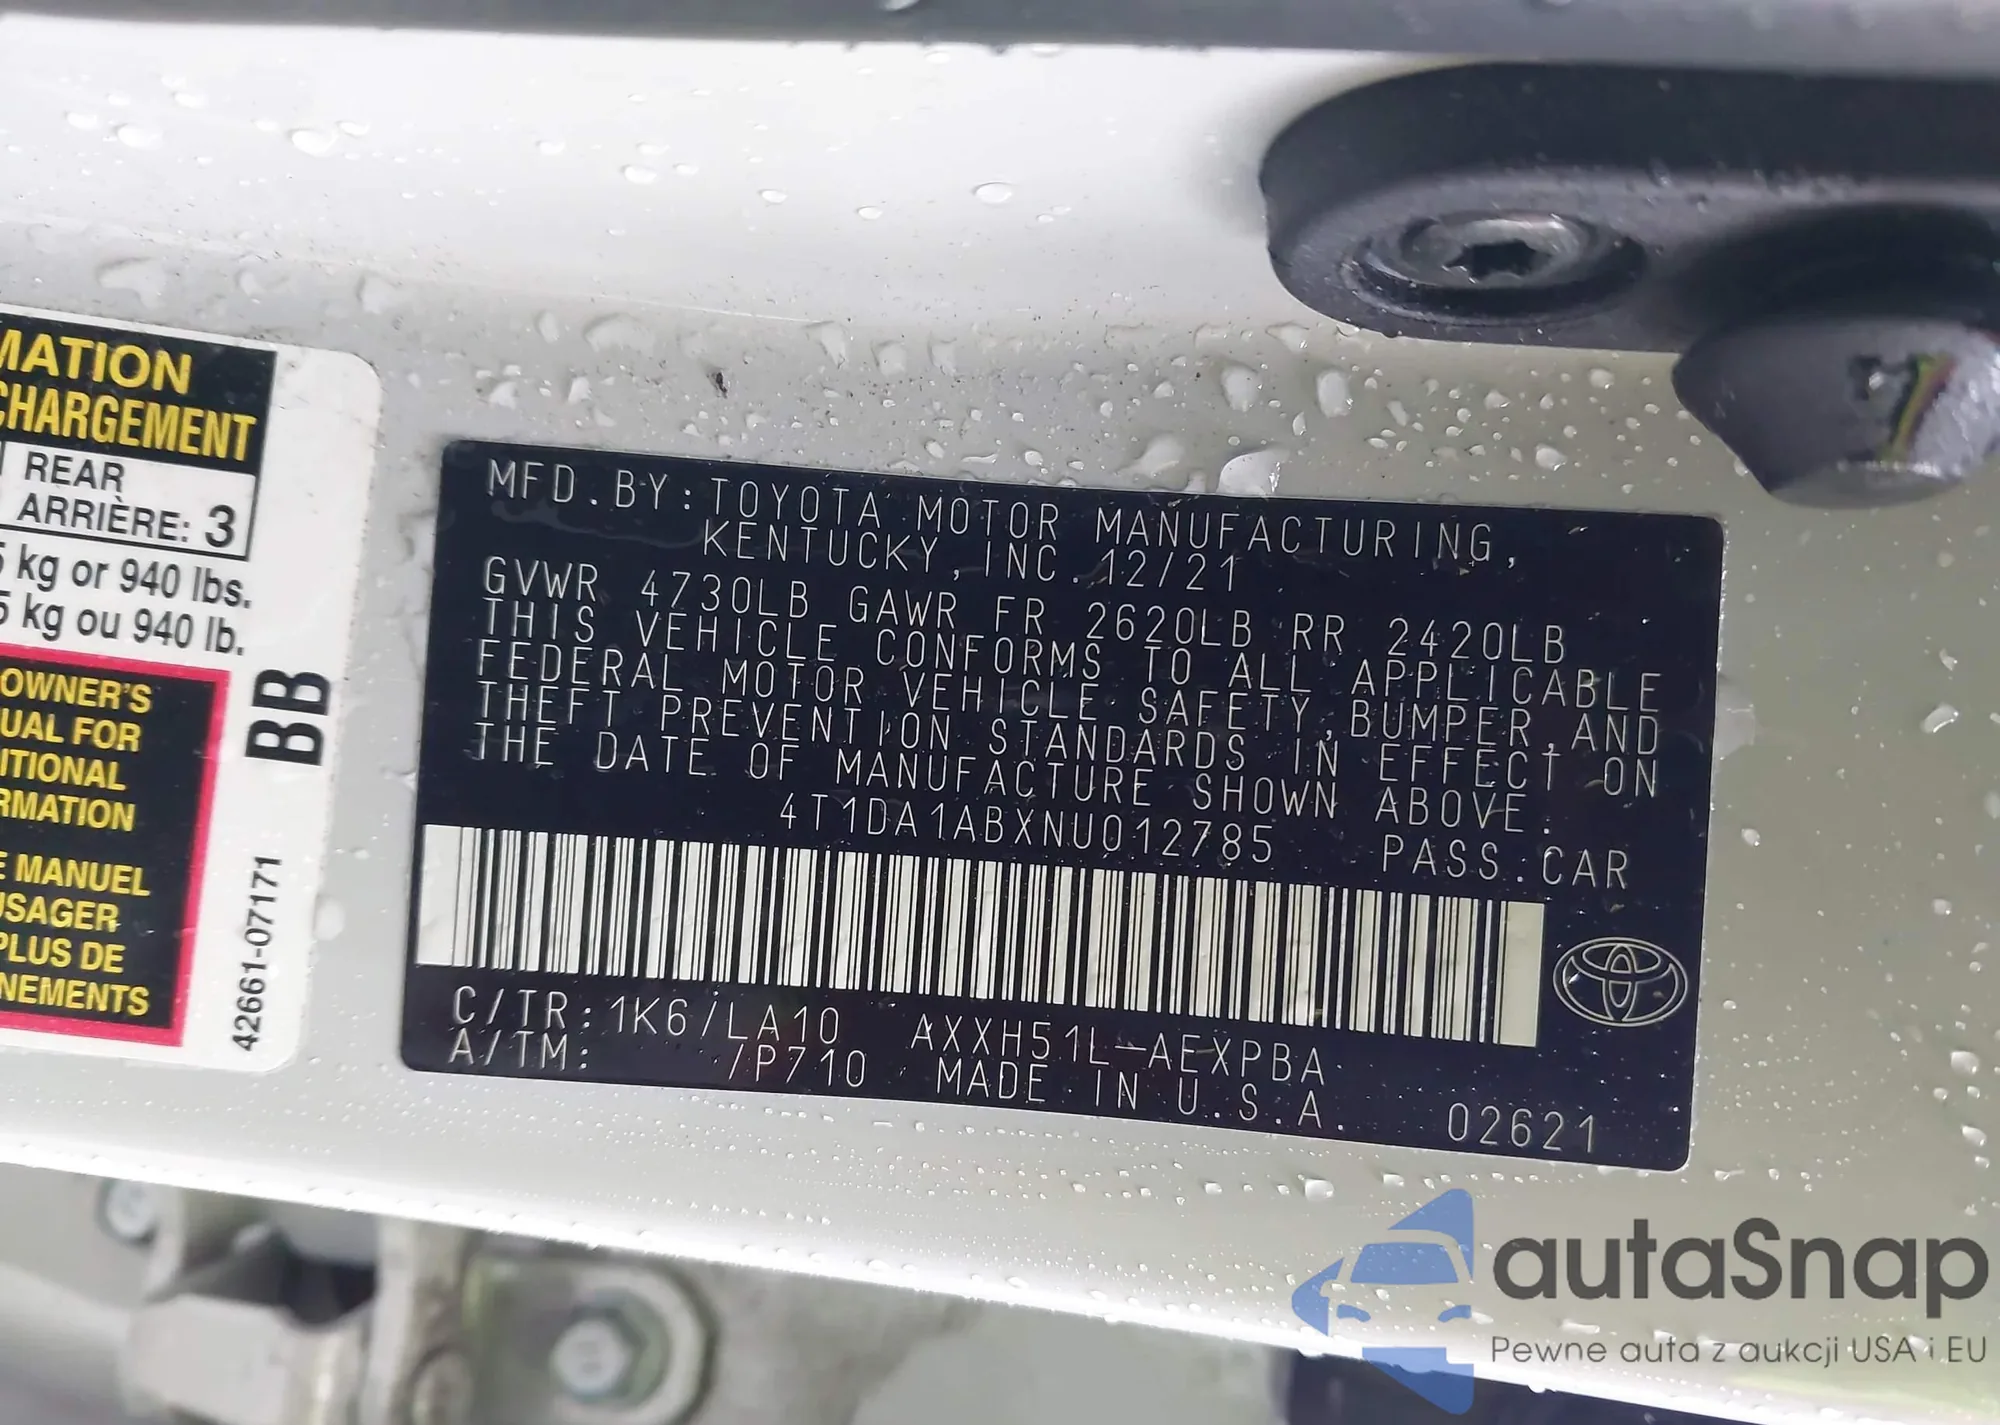 MATION
CHARGEMENT
REAR
ARRIÈRE: 3
5 kg or 940 lbs.
5 kg ou 940 lb.
OWNER'S
UAL FOR
ITIONAL
RMATION
E MANUEL
USAGER
PLUS DE
NEMENTS
BB
42661-07171
MFD.BY:TOYOTA MOTOR MANUFACTURING,
KENTUCKY,INC.12/21
GVWR 4730LB GAWR FR 2620LB RR 2420LB
THIS VEHICLE CONFORMS TO ALL APPLICABLE
FEDERAL MOTOR VEHICLE SAFETY,BUMPER,AND
THEFT PREVENTION STANDARDS IN EFFECT ON
THE DATE OF MANUFACTURE SHOWN ABOVE.
4T1DA1ABXNU012785 PASS.CAR
C/TR:1K6/LA10 AXXH51L-AEXPBA
A/TM: /P710 MADE IN U.S.A. 02621
autaSnap
Pewne auta z aukcji USA i EU